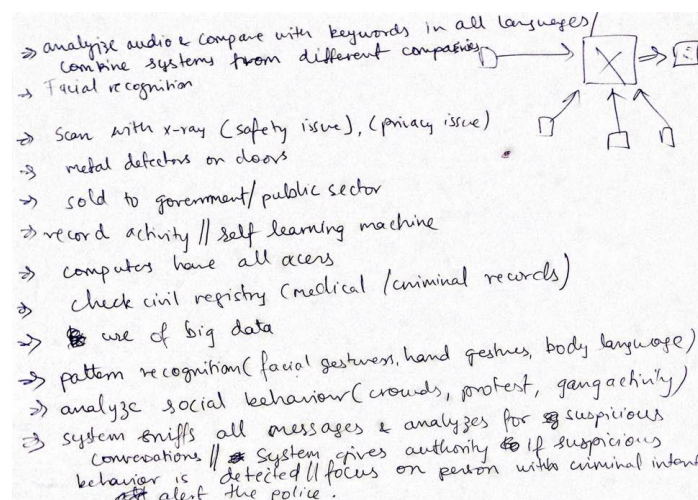 ⇒ analyize audio & compare with keywords in all languages /
combine systems from different companies
→ Facial recognition
⇒ Scan with x-ray (safety issue), (privacy issue)
⇒ metal detectors on doors
⇒ sold to government/public sector
⇒ record activity // self learning machine
⇒ computers have all acess
⇒ check civil registry (medical / criminal records)
⇒ use of big data
⇒ pattern recognition (facial gestures, hand gestures, body language)
⇒ analyze social behaviour (crowds, protest, gang activity)
⇒ system sniffs all messages & analyzes for suspicious
conversations // System gives authority if suspicious
behavior is detected // focus on person with criminal intent
alert the police.